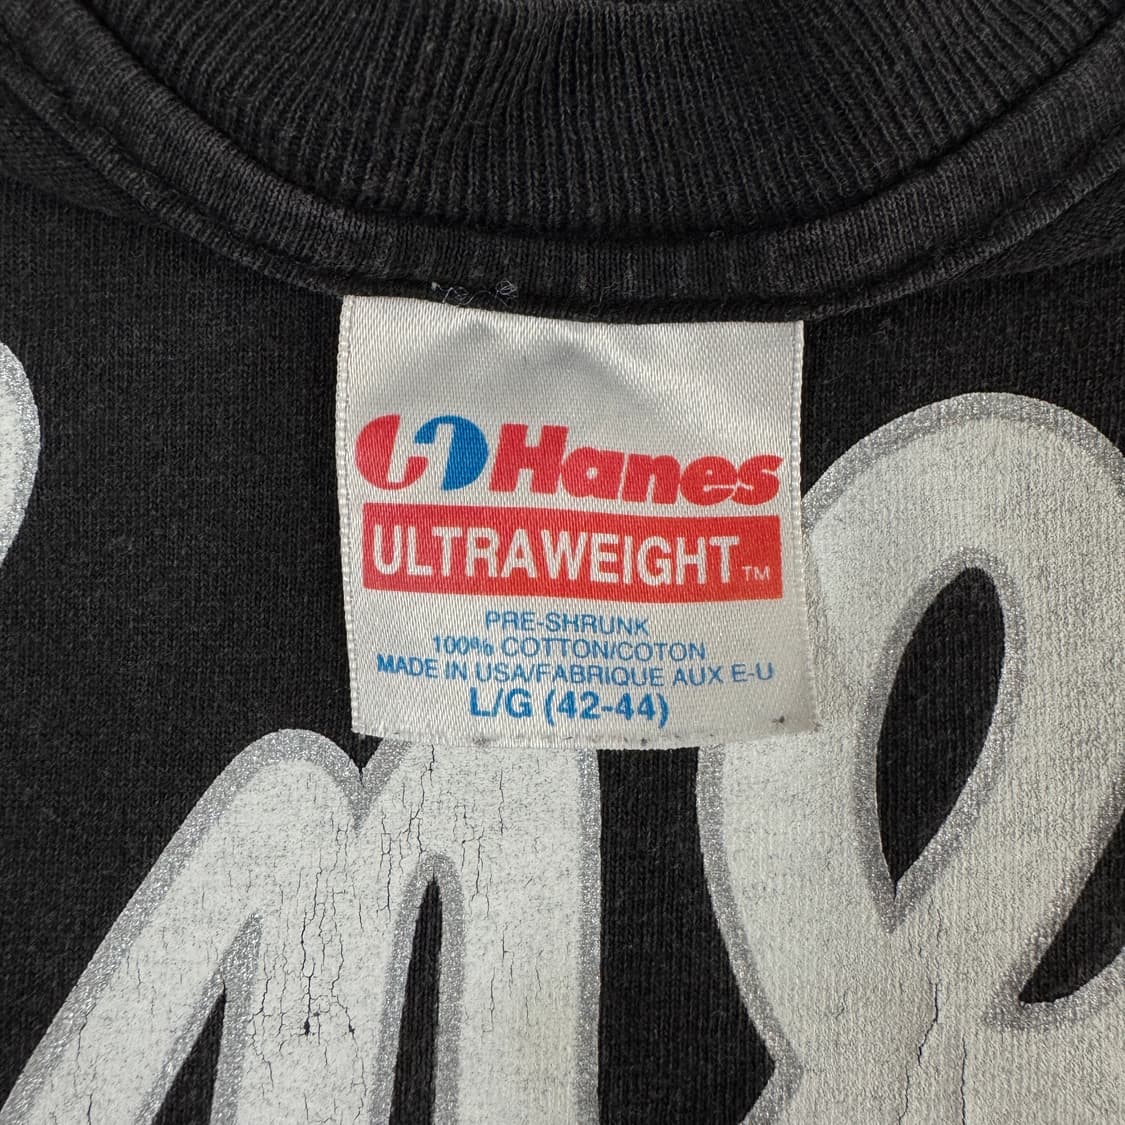 Hanes
ULTRAWEIGHT™
PRE-SHRUNK
100% COTTON/COTON
MADE IN USA/FABRIQUE AUX E-U
L/G (42-44)